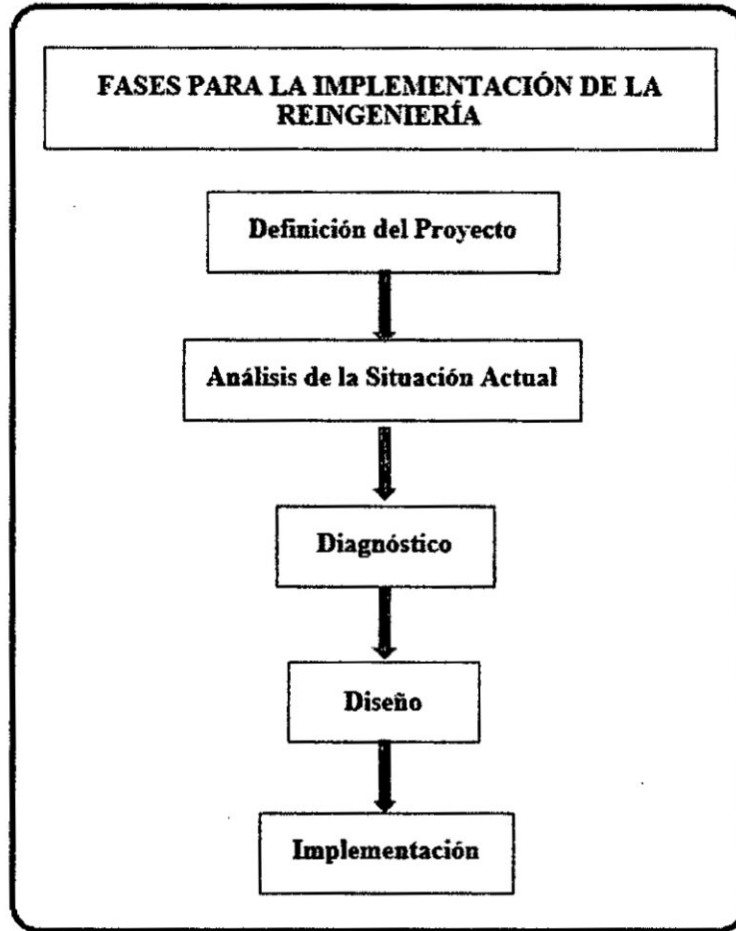 FASES PARA LA IMPLEMENTACIÓN DE LA
REINGENIERÍA
Definición del Proyecto
Análisis de la Situación Actual
Diagnóstico
Diseño
Implementación